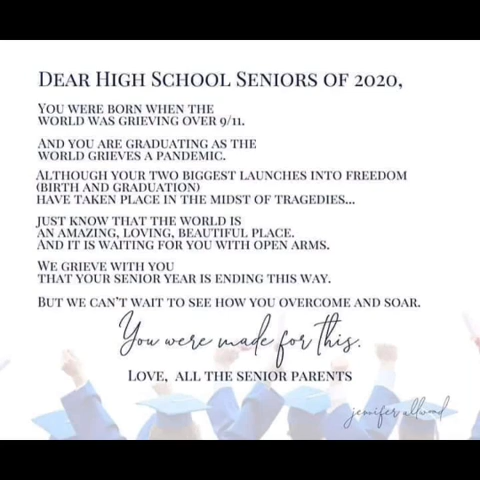 DEAR HIGH SCHOOL SENIORS OF 2020,
YOU WERE BORN WHEN THE
WORLD WAS GRIEVING OVER 9/11.
AND YOU ARE GRADUATING AS THE
WORLD GRIEVES A PANDEMIC.
ALTHOUGH YOUR TWO BIGGEST LAUNCHES INTO FREEDOM
(BIRTH AND GRADUATION)
HAVE TAKEN PLACE IN THE MIDST OF TRAGEDIES...
JUST KNOW THAT THE WORLD IS
AN AMAZING, LOVING, BEAUTIFUL PLACE.
AND IT IS WAITING FOR YOU WITH OPEN ARMS.
WE GRIEVE WITH YOU
THAT YOUR SENIOR YEAR IS ENDING THIS WAY.
BUT WE CAN'T WAIT TO SEE HOW YOU OVERCOME AND SOAR.
You were made for this.
LOVE, ALL THE SENIOR PARENTS
jennifer allwood